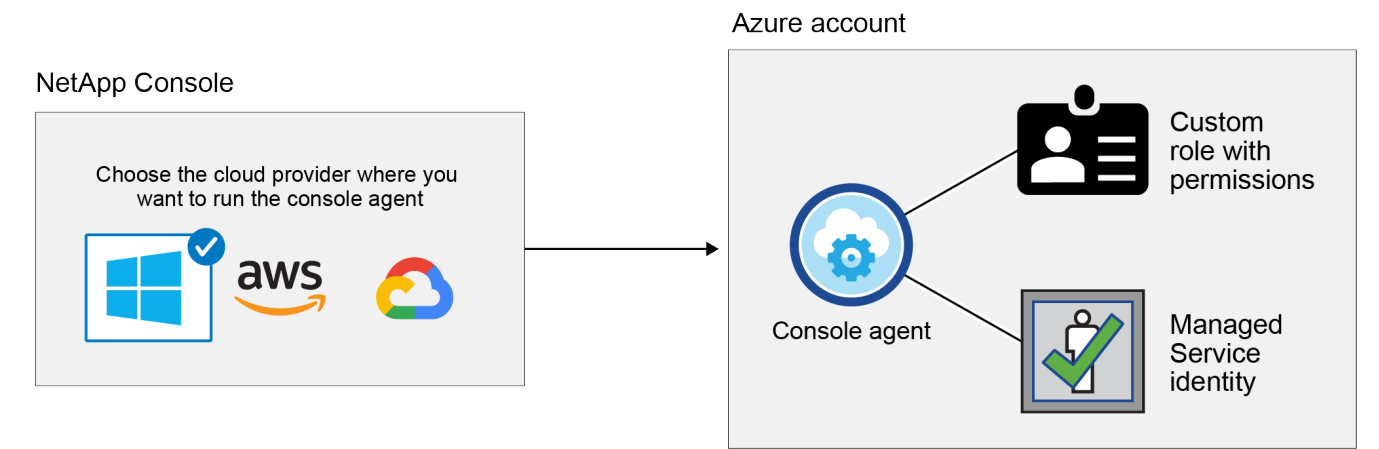 Azure account
NetApp Console
Choose the cloud provider where you
want to run the console agent
aws
Console agent
Custom
role with
permissions
Managed
Service
identity